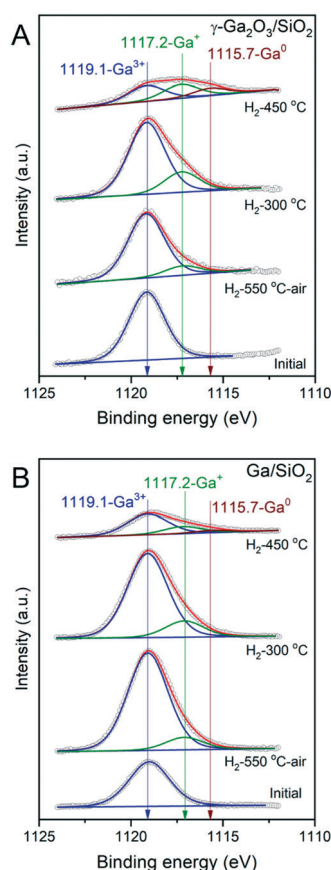 A
γ-Ga₂O₃/SiO₂
1117.2-Ga⁺
1119.1-Ga³⁺
1115.7-Ga⁰
H₂-450 °C
H₂-300 °C
H₂-550 °C-air
Initial
Intensity (a.u.)
1125 1120 1115 1110
Binding energy (eV)
B
Ga/SiO₂
1117.2-Ga⁺
1119.1-Ga³⁺
1115.7-Ga⁰
H₂-450 °C
H₂-300 °C
H₂-550 °C-air
Initial
Intensity (a.u.)
1125 1120 1115 1110
Binding energy (eV)